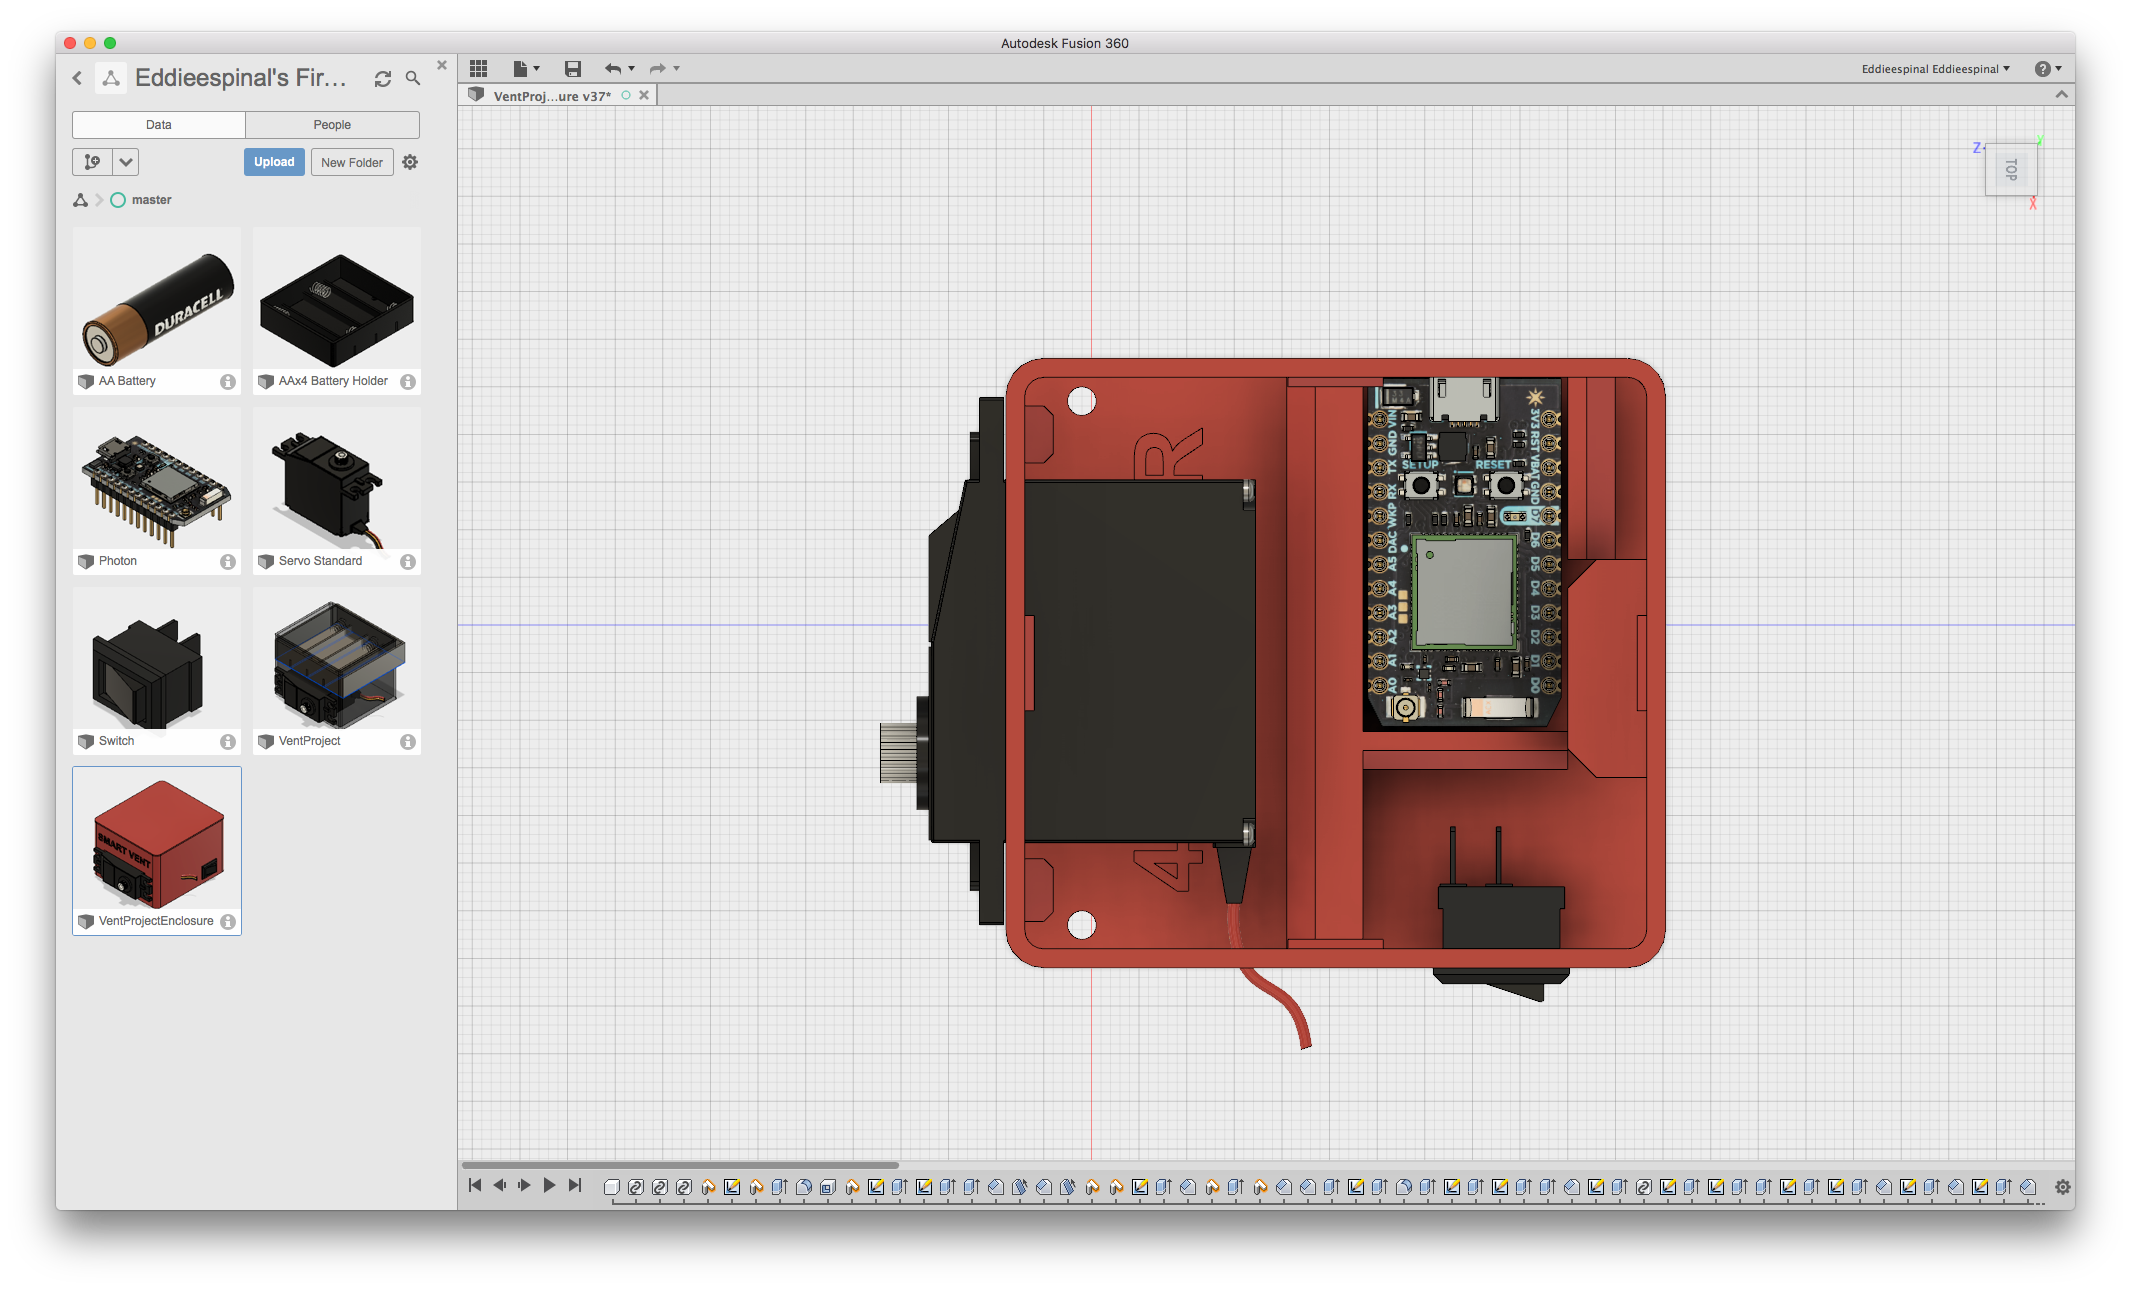 Autodesk Fusion 360
Eddieespinal's Fir...
Eddieespinal Eddieespinal
VentProj...ure v37*
Data
People
Upload
New Folder
master
DURACELL
AA Battery
AAx4 Battery Holder
Photon
Servo Standard
Switch
VentProject
SMART VENT
VentProjectEnclosure
Z
Y
TOP
X
R
4
VIN
GND
TX
RX
WKP
DAC
A5
A4
A3
A2
A1
A0
SETUP
RESET
3V3
RST
VBAT
GND
D7
D6
D5
D4
D3
D2
D1
D0